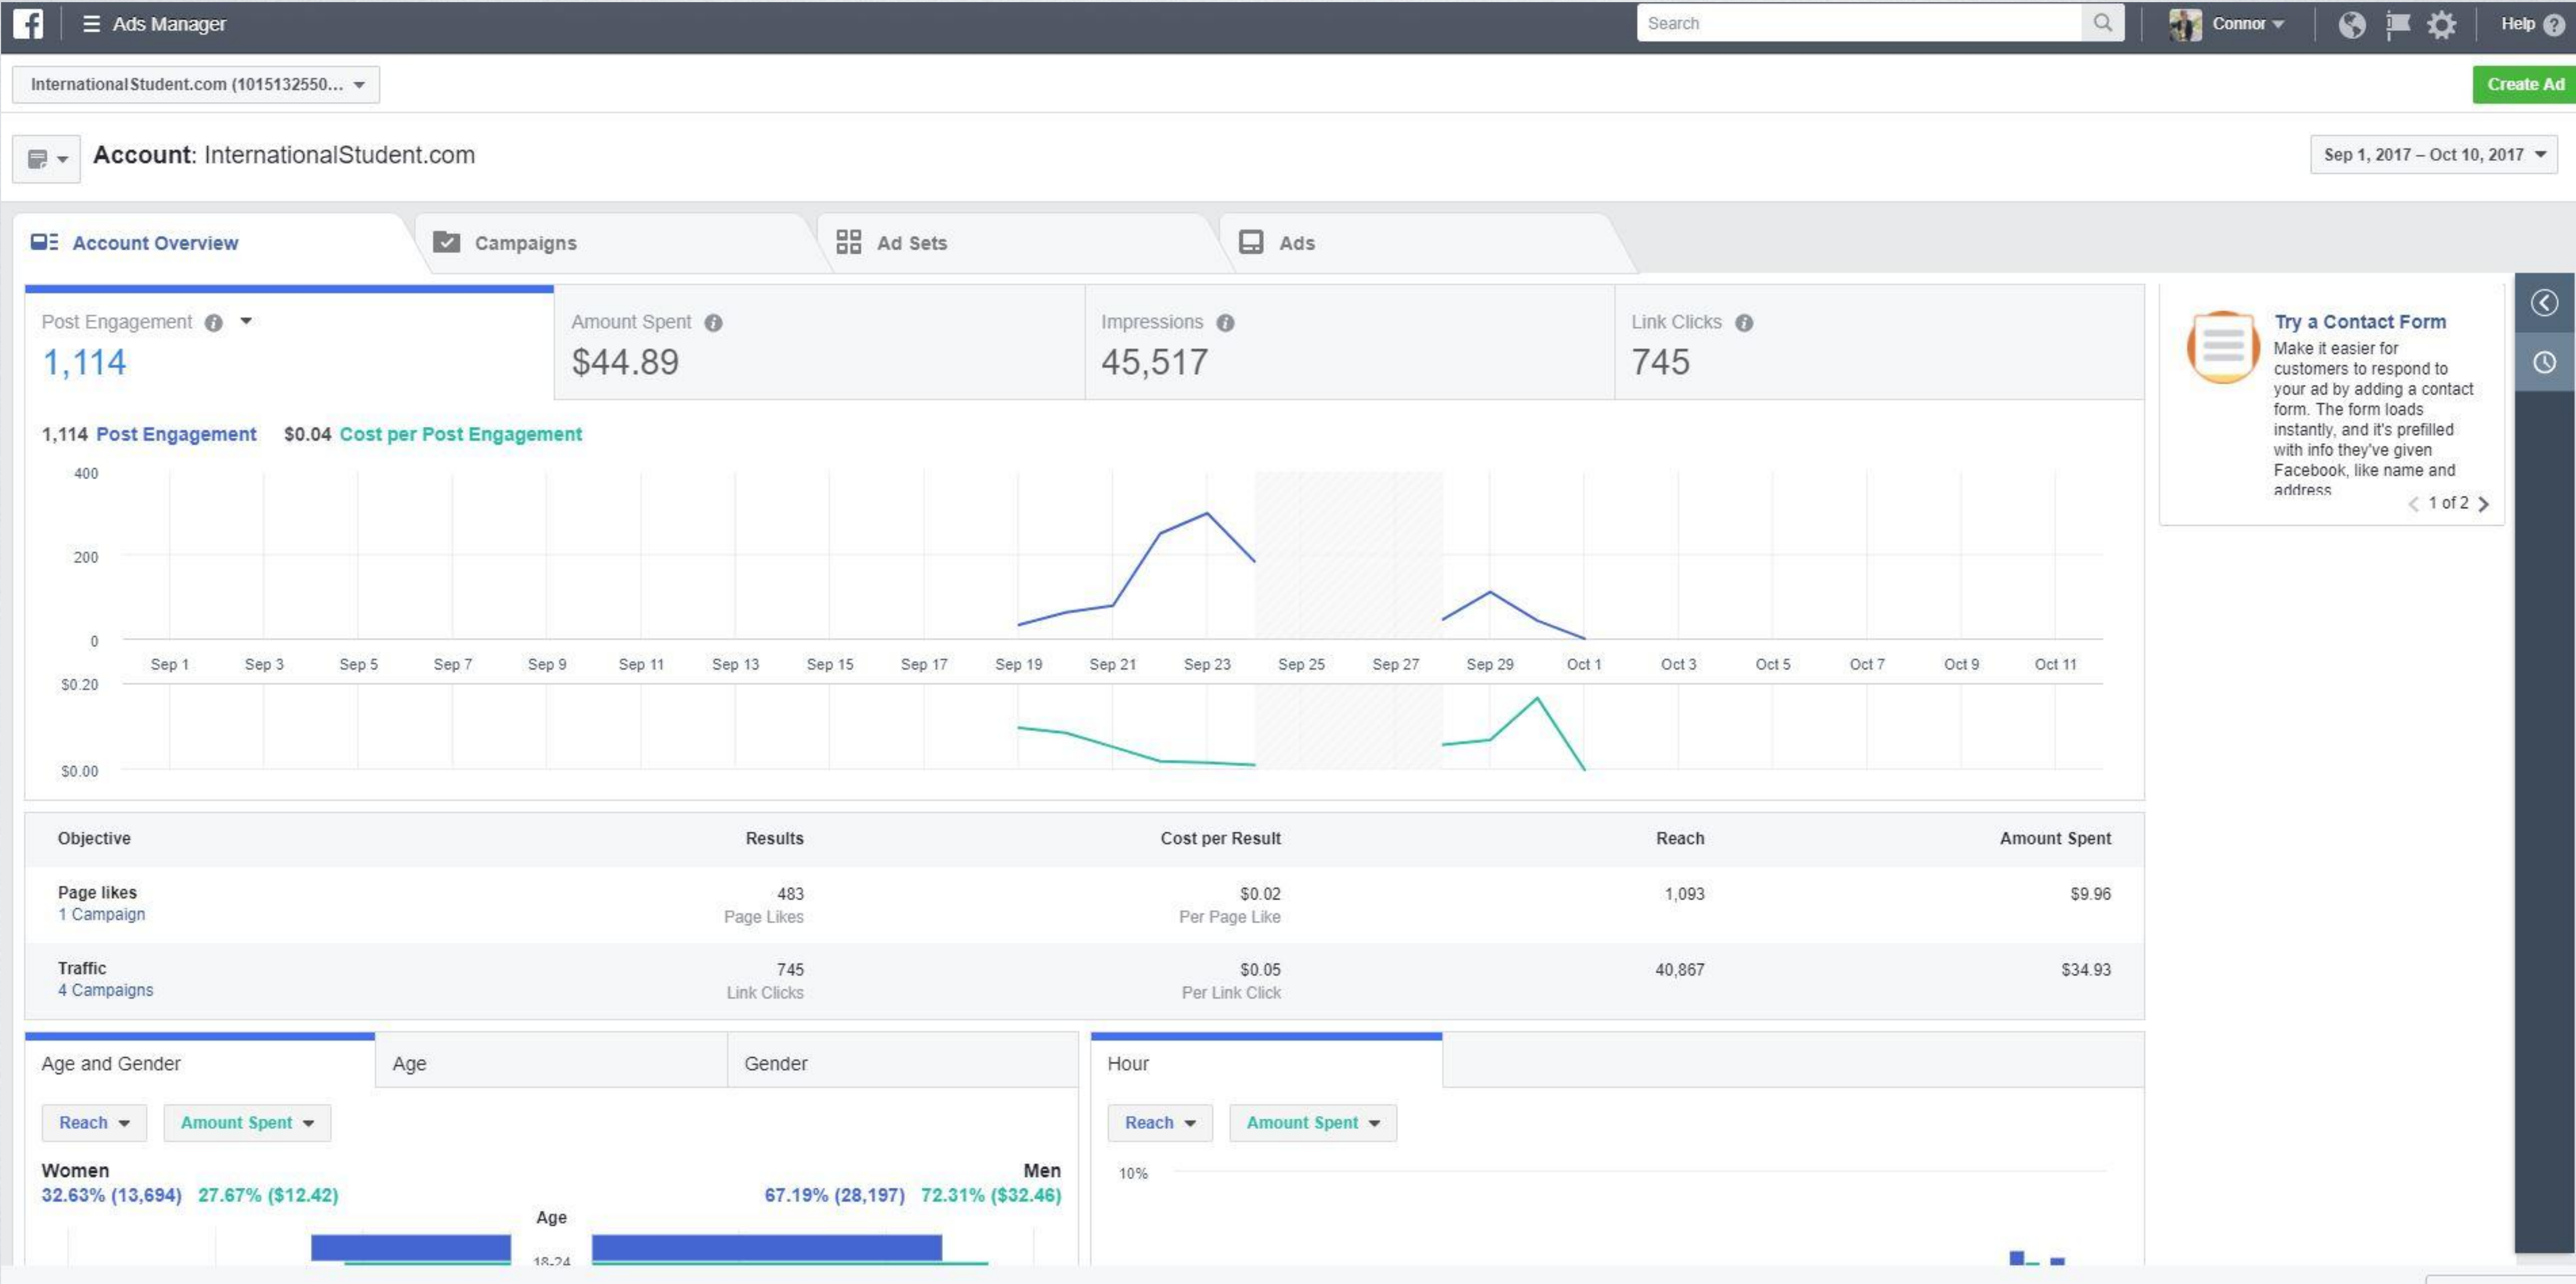 Ads Manager
Search
Connor
Help
InternationalStudent.com (1015132550...
Create Ad
Account: InternationalStudent.com
Sep 1, 2017 – Oct 10, 2017
Account Overview
Campaigns
Ad Sets
Ads
Post Engagement
1,114
Amount Spent
$44.89
Impressions
45,517
Link Clicks
745
Try a Contact Form
Make it easier for
customers to respond to
your ad by adding a contact
form. The form loads
instantly, and it's prefilled
with info they've given
Facebook, like name and
address
1 of 2
1,114 Post Engagement $0.04 Cost per Post Engagement
400
200
0
Sep 1 Sep 3 Sep 5 Sep 7 Sep 9 Sep 11 Sep 13 Sep 15 Sep 17 Sep 19 Sep 21 Sep 23 Sep 25 Sep 27 Sep 29 Oct 1 Oct 3 Oct 5 Oct 7 Oct 9 Oct 11
$0.20
$0.00
Objective Results Cost per Result Reach Amount Spent
Page likes 483 $0.02 1,093 $9.96
1 Campaign Page Likes Per Page Like
Traffic 745 $0.05 40,867 $34.93
4 Campaigns Link Clicks Per Link Click
Age and Gender Age Gender
Reach Amount Spent
Women Men
32.63% (13,694) 27.67% ($12.42) 67.19% (28,197) 72.31% ($32.46)
Age
18-24
Hour
Reach Amount Spent
10%